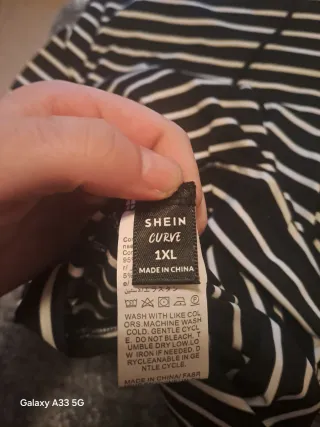 SHEIN
CURVE
1XL
MADE IN CHINA
WASH WITH LIKE COL
ORS.MACHINE WASH
COLD. GENTLE CYCL
E. DO NOT BLEACH. T
UMBLE DRY LOW.LO
W IRON IF NEEDED D
RYCLEANABLE IN GE
NTLE CYCLE.
MADE IN CHINA/FABR
Galaxy A33 5G